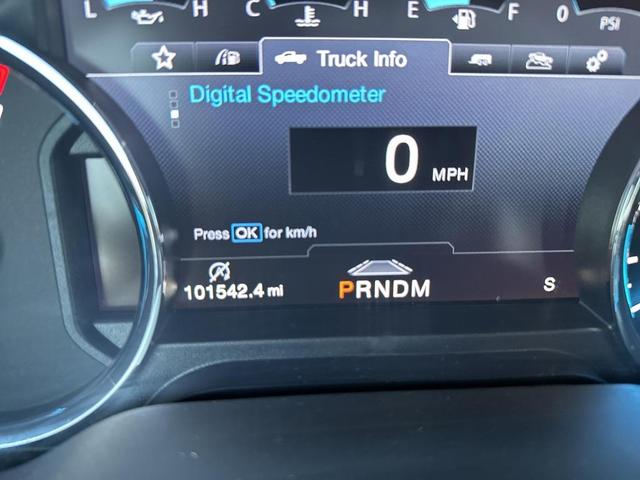 L H C H E F 0 PSI
Truck Info
Digital Speedometer
0 MPH
Press OK for km/h
101542.4 mi PRNDM S